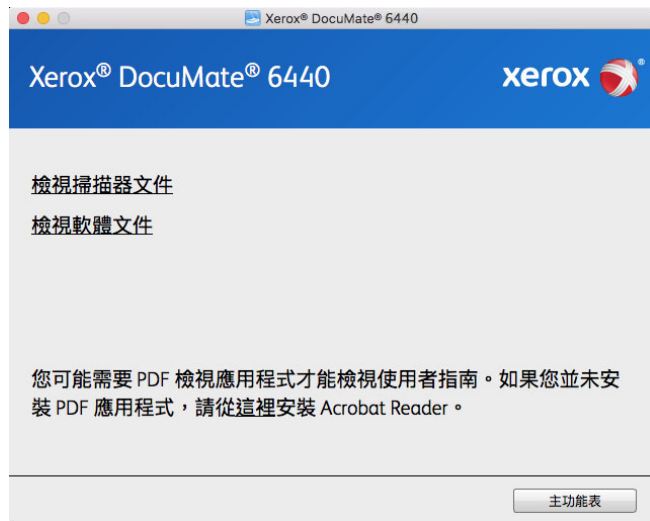 Xerox® DocuMate® 6440
Xerox® DocuMate® 6440
xerox ®
檢視掃描器文件
檢視軟體文件
您可能需要 PDF 檢視應用程式才能檢視使用者指南。如果您並未安
裝 PDF 應用程式，請從這裡安裝 Acrobat Reader。
主功能表